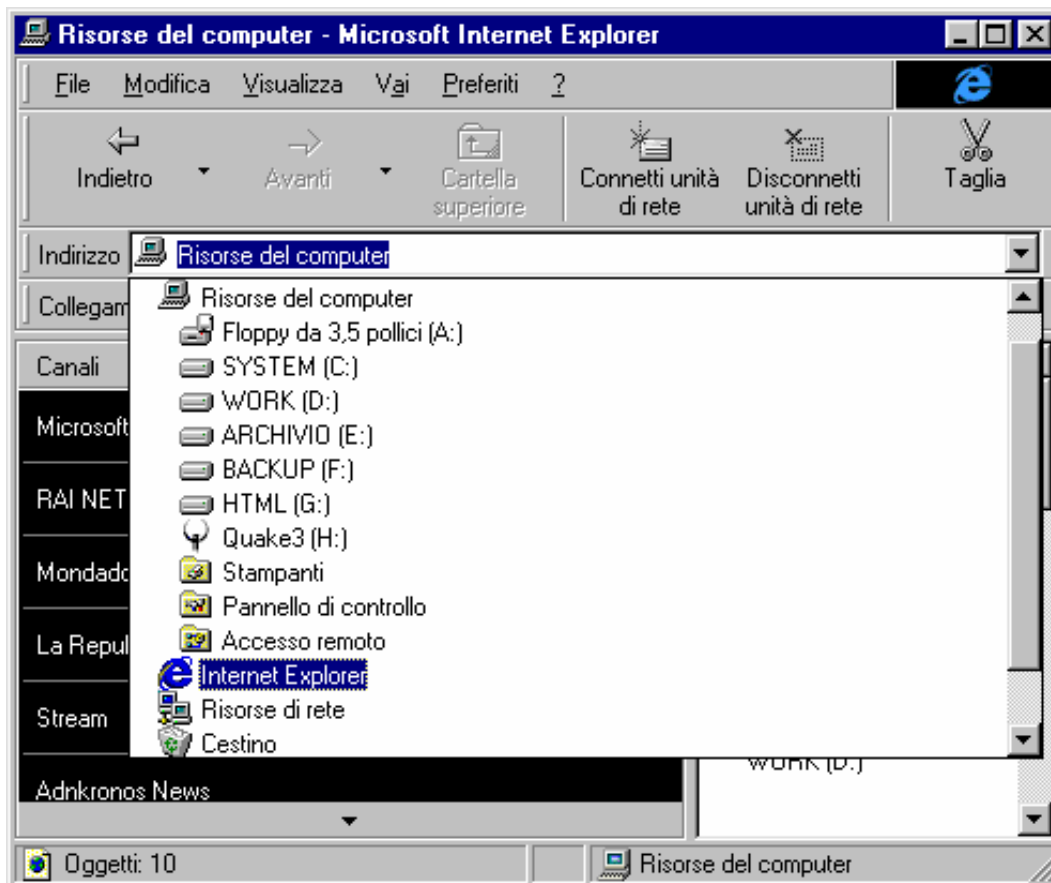 Risorse del computer - Microsoft Internet Explorer
File Modifica Visualizza Vai Preferiti ?
Indietro Avanti Cartella superiore Connetti unità di rete Disconnetti unità di rete Taglia
Indirizzo Risorse del computer
Collegam
Risorse del computer
Floppy da 3,5 pollici (A:)
SYSTEM (C:)
WORK (D:)
ARCHIVIO (E:)
BACKUP (F:)
HTML (G:)
Quake3 (H:)
Stampanti
Pannello di controllo
Accesso remoto
Internet Explorer
Risorse di rete
Cestino
Canali
Microsoft
RAI NET
Mondado
La Repul
Stream
Adnkronos News
WORK (D:)
Oggetti: 10
Risorse del computer